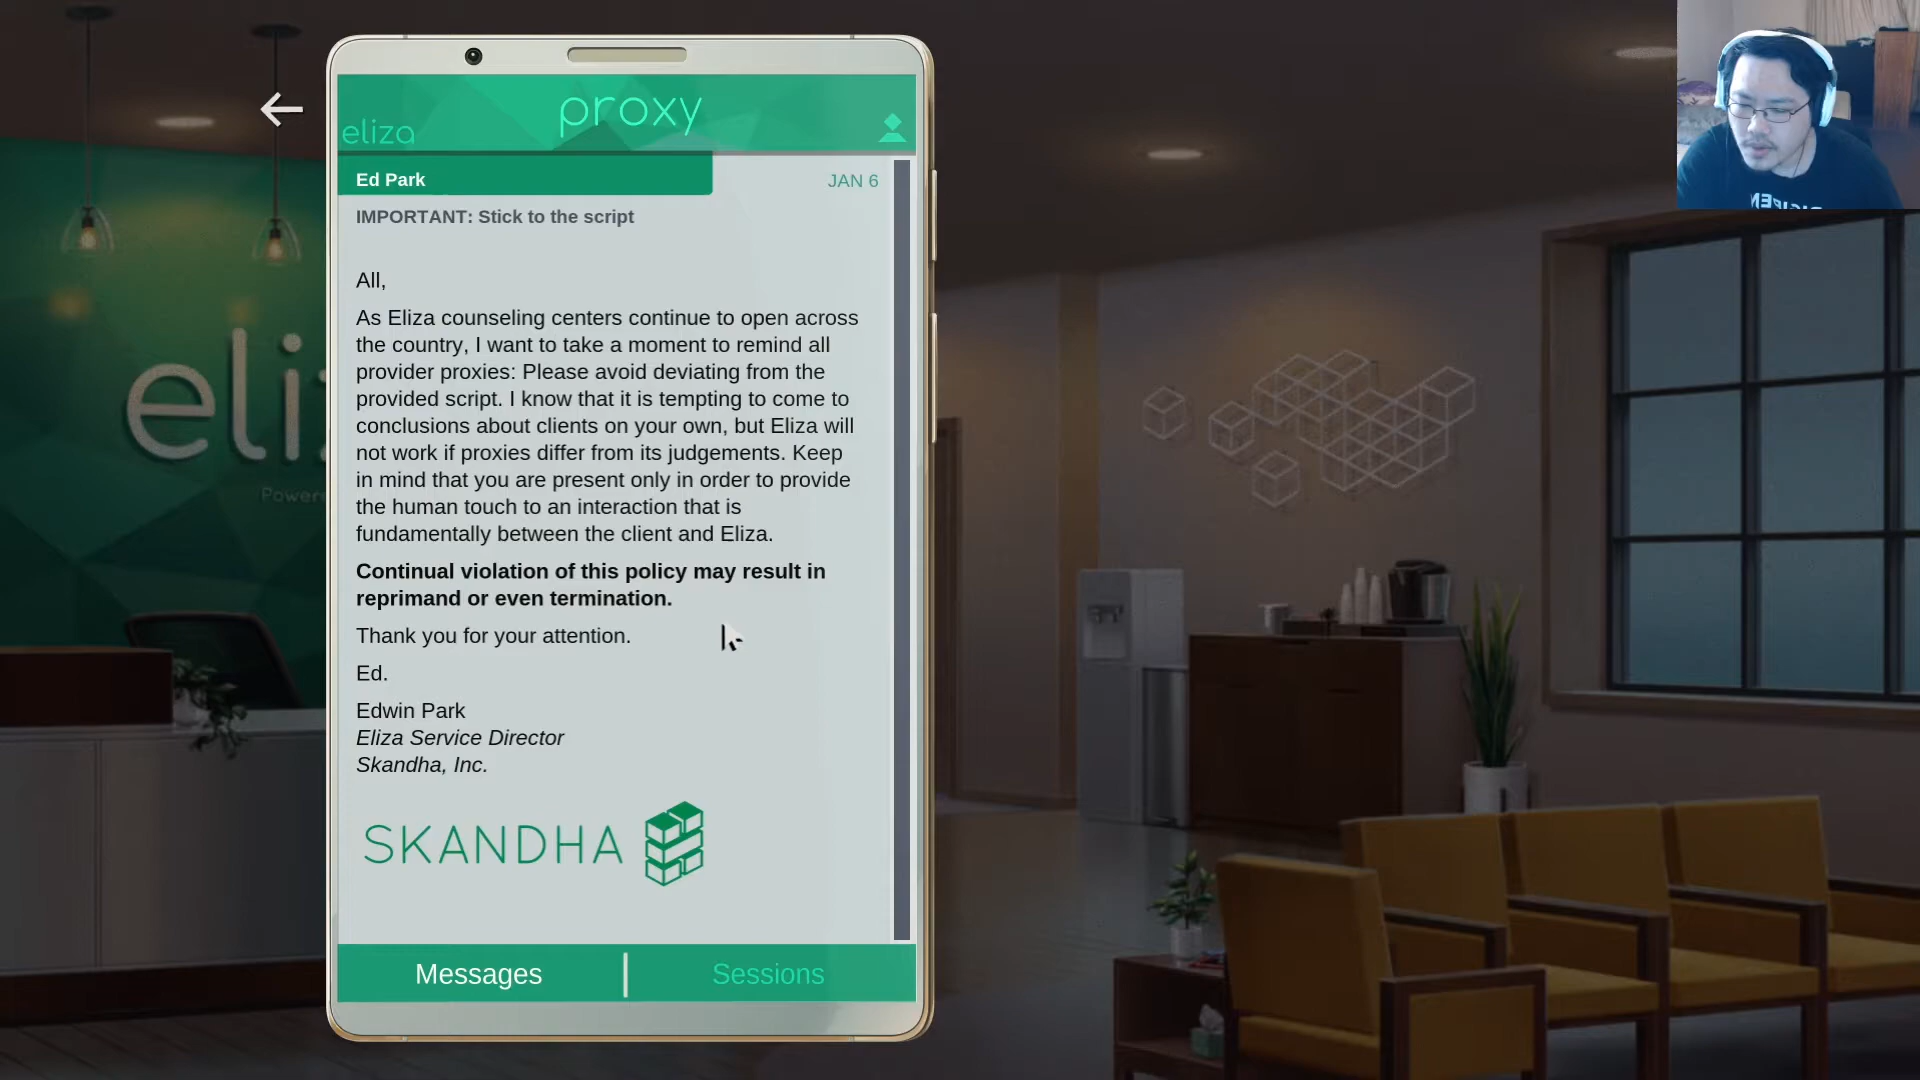 proxy
eliza
Ed Park
JAN 6
IMPORTANT: Stick to the script
All,
As Eliza counseling centers continue to open across
the country, I want to take a moment to remind all
provider proxies: Please avoid deviating from the
provided script. I know that it is tempting to come to
conclusions about clients on your own, but Eliza will
not work if proxies differ from its judgements. Keep
in mind that you are present only in order to provide
the human touch to an interaction that is
fundamentally between the client and Eliza.
Continual violation of this policy may result in
reprimand or even termination.
Thank you for your attention.
Ed.
Edwin Park
Eliza Service Director
Skandha, Inc.
SKANDHA
Messages
Sessions
eliz
Power